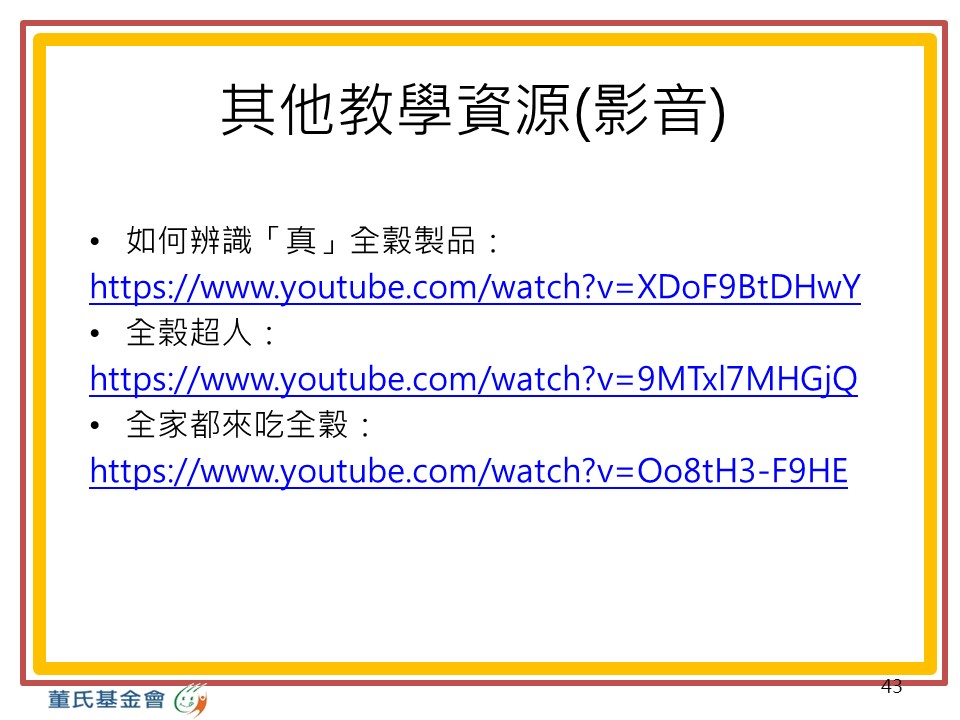 其他教學資源(影音)
• 如何辨識「真」全穀製品：
https://www.youtube.com/watch?v=XDoF9BtDHwY
• 全穀超人：
https://www.youtube.com/watch?v=9MTxl7MHGjQ
• 全家都來吃全穀：
https://www.youtube.com/watch?v=Oo8tH3-F9HE
董氏基金會
43